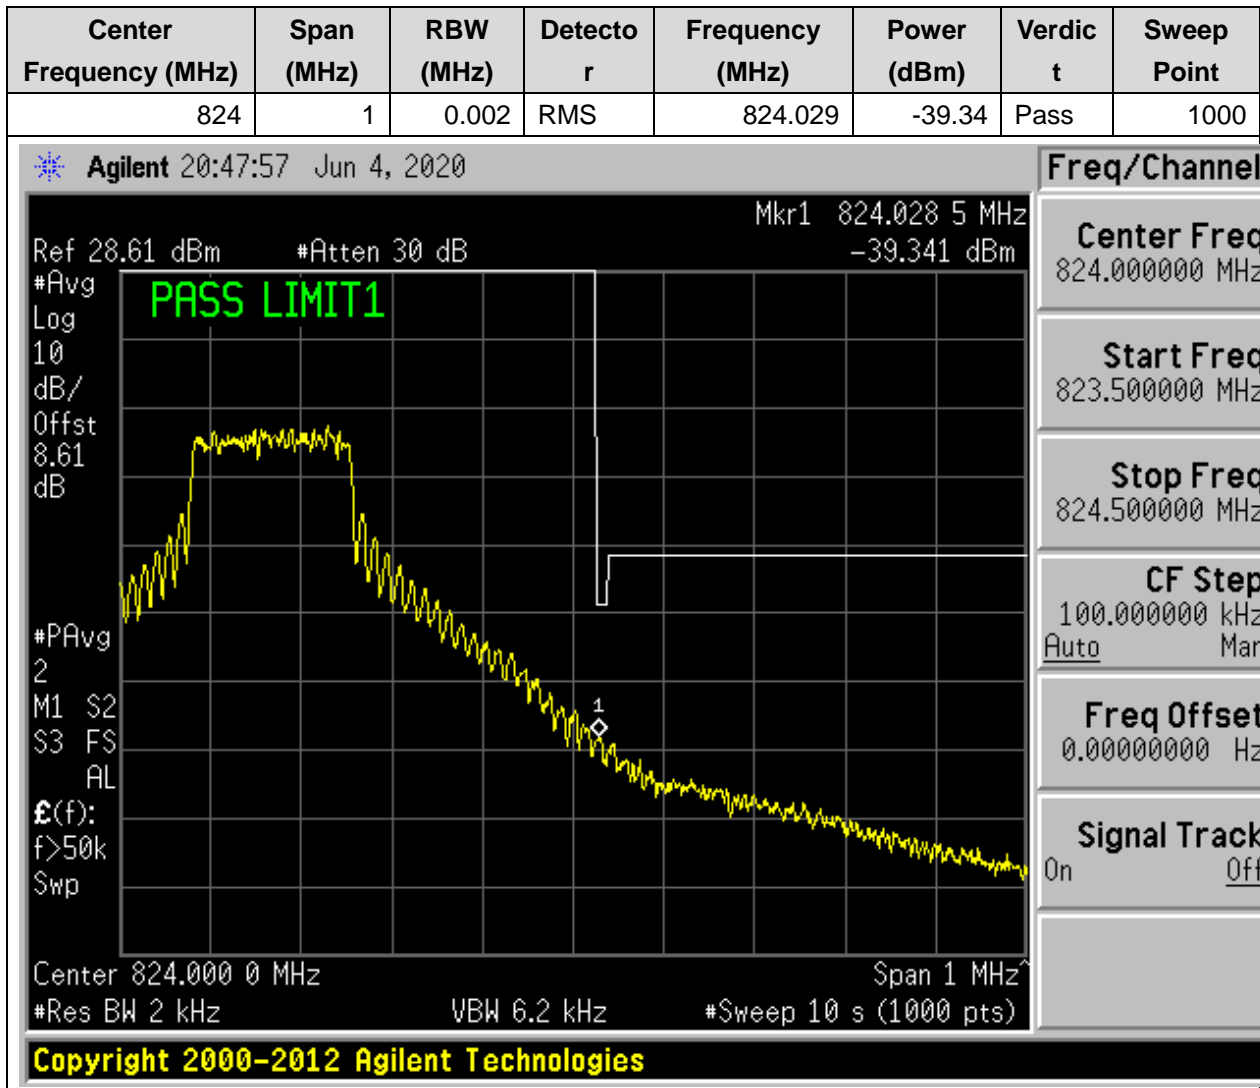 Center Frequency (MHz) Span (MHz) RBW (MHz) Detecto r Frequency (MHz) Power (dBm) Verdic t Sweep Point
824 1 0.002 RMS 824.029 -39.34 Pass 1000
Agilent 20:47:57 Jun 4, 2020
Freq/Channel
Mkr1 824.028 5 MHz
Ref 28.61 dBm #Atten 30 dB -39.341 dBm
#Avg
Log
10
dB/
Offst
8.61
dB
PASS LIMIT1
#PAvg
2
M1 S2
S3 FS
AL
£(f):
f>50k
Swp
1
Center 824.000 0 MHz Span 1 MHz^
#Res BW 2 kHz VBW 6.2 kHz #Sweep 10 s (1000 pts)
Center Freq
824.000000 MHz
Start Freq
823.500000 MHz
Stop Freq
824.500000 MHz
CF Step
100.000000 kHz
Auto Man
Freq Offset
0.00000000 Hz
Signal Track
On Off
Copyright 2000-2012 Agilent Technologies